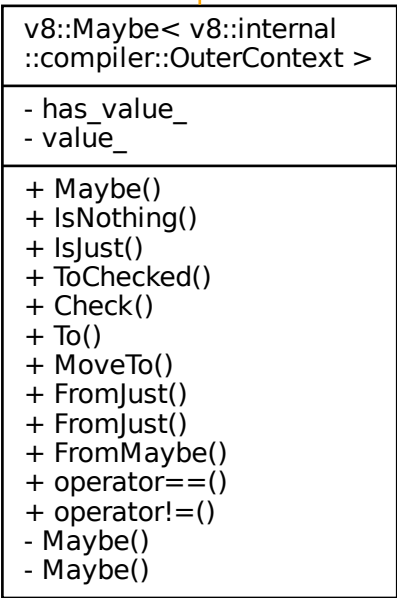 v8::Maybe< v8::internal
::compiler::OuterContext >
- has_value_
- value_
+ Maybe()
+ IsNothing()
+ IsJust()
+ ToChecked()
+ Check()
+ To()
+ MoveTo()
+ FromJust()
+ FromJust()
+ FromMaybe()
+ operator==()
+ operator!=()
- Maybe()
- Maybe()